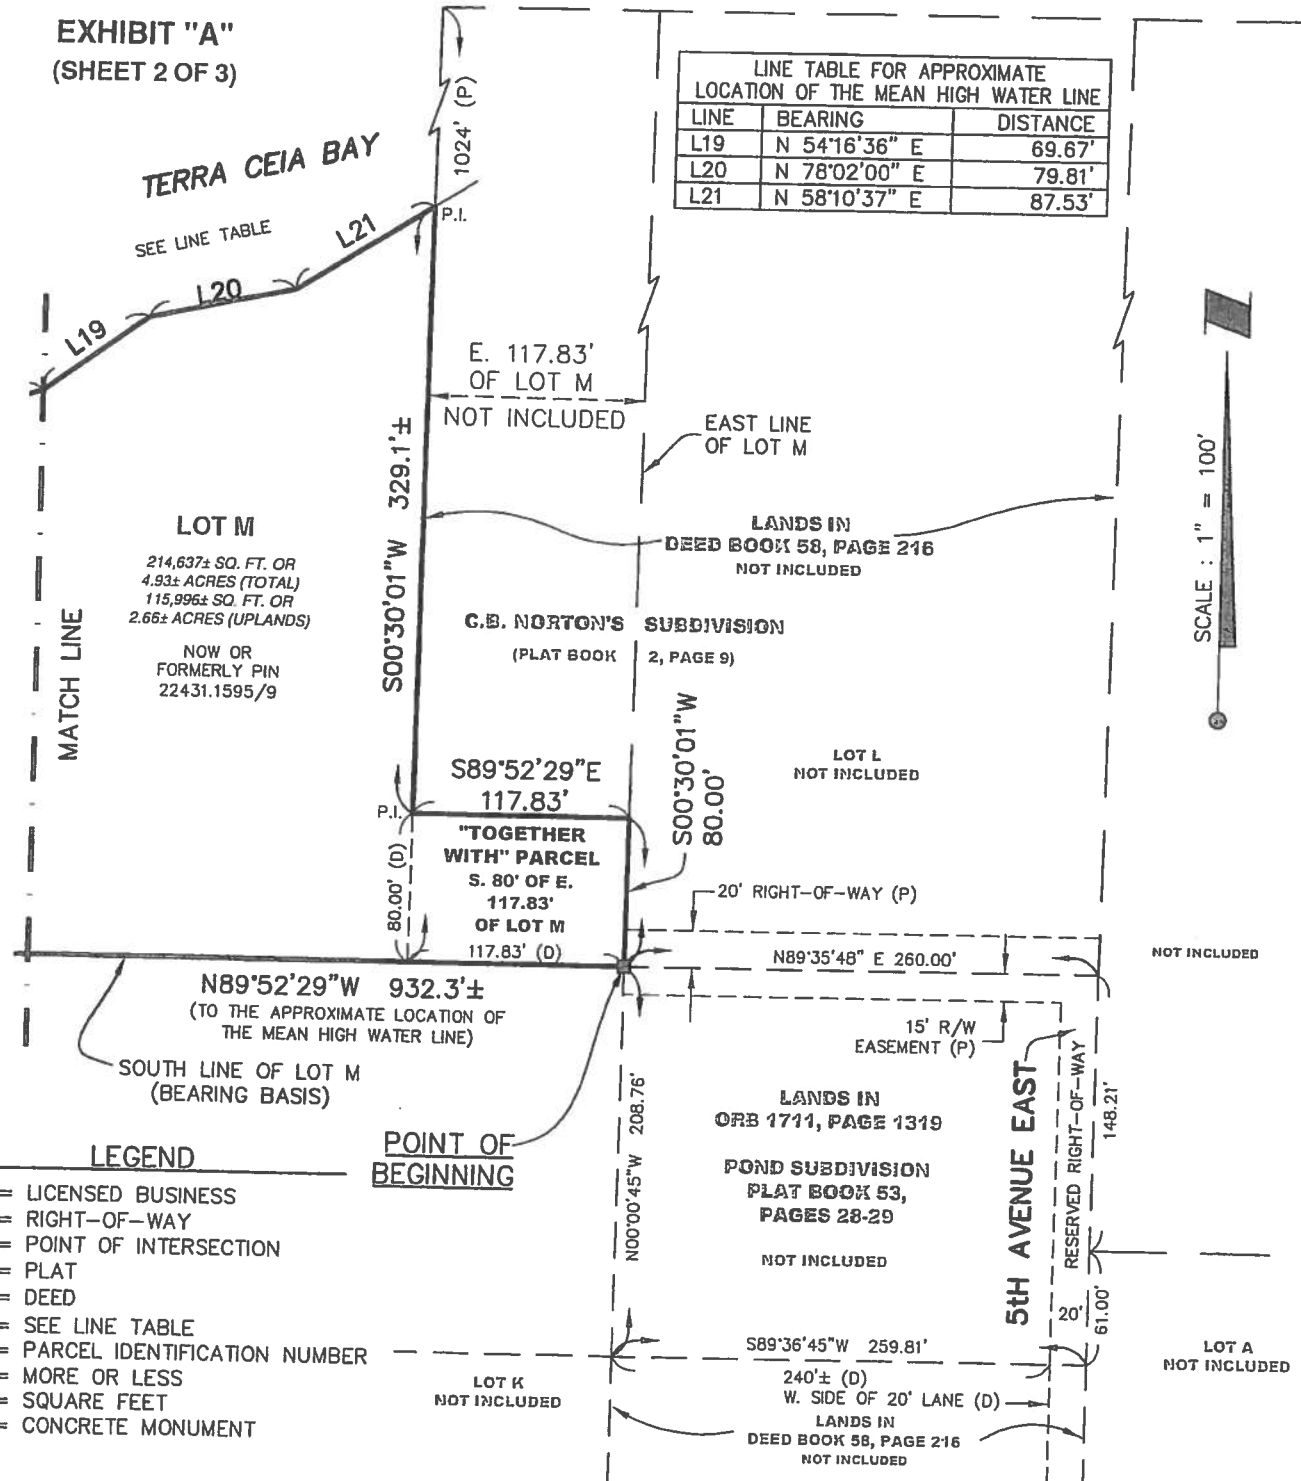 EXHIBIT "A"
(SHEET 2 OF 3)
TERRA CEIA BAY
SEE LINE TABLE
1024' (P)
P.I.
LINE TABLE FOR APPROXIMATE
LOCATION OF THE MEAN HIGH WATER LINE
LINE BEARING DISTANCE
L19 N 54°16'36" E 69.67'
L20 N 78°02'00" E 79.81'
L21 N 58°10'37" E 87.53'
L19
L20
L21
E. 117.83'
OF LOT M
NOT INCLUDED
EAST LINE
OF LOT M
SCALE : 1" = 100'
S00°30'01"W 329.1'±
LOT M
214,637± SQ. FT. OR
4.93± ACRES (TOTAL)
115,996± SQ. FT. OR
2.66± ACRES (UPLANDS)
NOW OR
FORMERLY PIN
22431.1595/9
MATCH LINE
LANDS IN
DEED BOOK 58, PAGE 216
NOT INCLUDED
C.B. NORTON'S SUBDIVISION
(PLAT BOOK 2, PAGE 9)
LOT L
NOT INCLUDED
S89°52'29"E
117.83'
S00°30'01"W
80.00'
P.I.
80.00' (D)
"TOGETHER
WITH" PARCEL
S. 80' OF E.
117.83'
OF LOT M
117.83' (D)
20' RIGHT-OF-WAY (P)
N89°35'48" E 260.00'
NOT INCLUDED
N89°52'29"W 932.3'±
(TO THE APPROXIMATE LOCATION OF
THE MEAN HIGH WATER LINE)
SOUTH LINE OF LOT M
(BEARING BASIS)
POINT OF
BEGINNING
15' R/W
EASEMENT (P)
N00°00'45"W 208.76'
LANDS IN
ORB 1711, PAGE 1319
POND SUBDIVISION
PLAT BOOK 53,
PAGES 28-29
NOT INCLUDED
5tH AVENUE EAST
RESERVED RIGHT-OF-WAY
148.21'
20'
61.00'
S89°36'45"W 259.81'
240'± (D)
W. SIDE OF 20' LANE (D)
LANDS IN
DEED BOOK 58, PAGE 216
NOT INCLUDED
LOT A
NOT INCLUDED
LOT K
NOT INCLUDED
LEGEND
= LICENSED BUSINESS
= RIGHT-OF-WAY
= POINT OF INTERSECTION
= PLAT
= DEED
= SEE LINE TABLE
= PARCEL IDENTIFICATION NUMBER
= MORE OR LESS
= SQUARE FEET
= CONCRETE MONUMENT